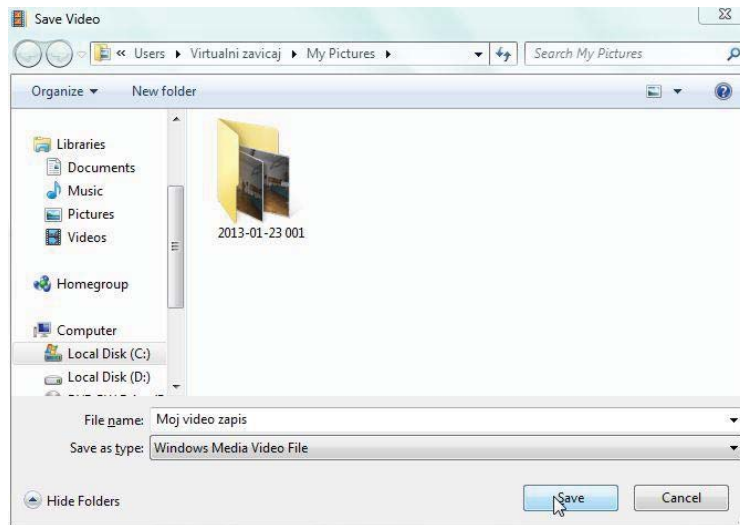 Save Video
« Users ▸ Virtualni zavicaj ▸ My Pictures ▸
Search My Pictures
Organize ▾ New folder
Libraries
Documents
Music
Pictures
Videos
Homegroup
Computer
Local Disk (C:)
Local Disk (D:)
2013-01-23 001
File name: Moj video zapis
Save as type: Windows Media Video File
Hide Folders
Save
Cancel